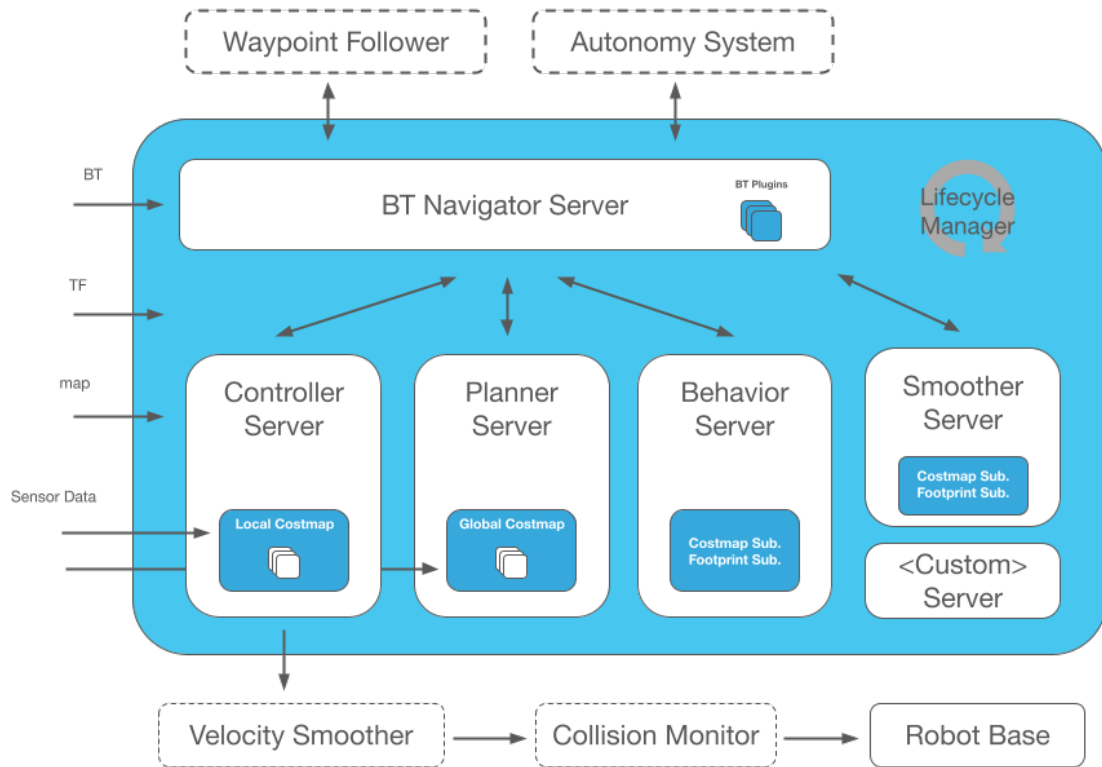 Waypoint Follower
Autonomy System
BT
BT Navigator Server
BT Plugins
Lifecycle
Manager
TF
map
Sensor Data
Controller
Server
Local Costmap
Planner
Server
Global Costmap
Behavior
Server
Costmap Sub.
Footprint Sub.
Smoother
Server
Costmap Sub.
Footprint Sub.
<Custom>
Server
Velocity Smoother
Collision Monitor
Robot Base